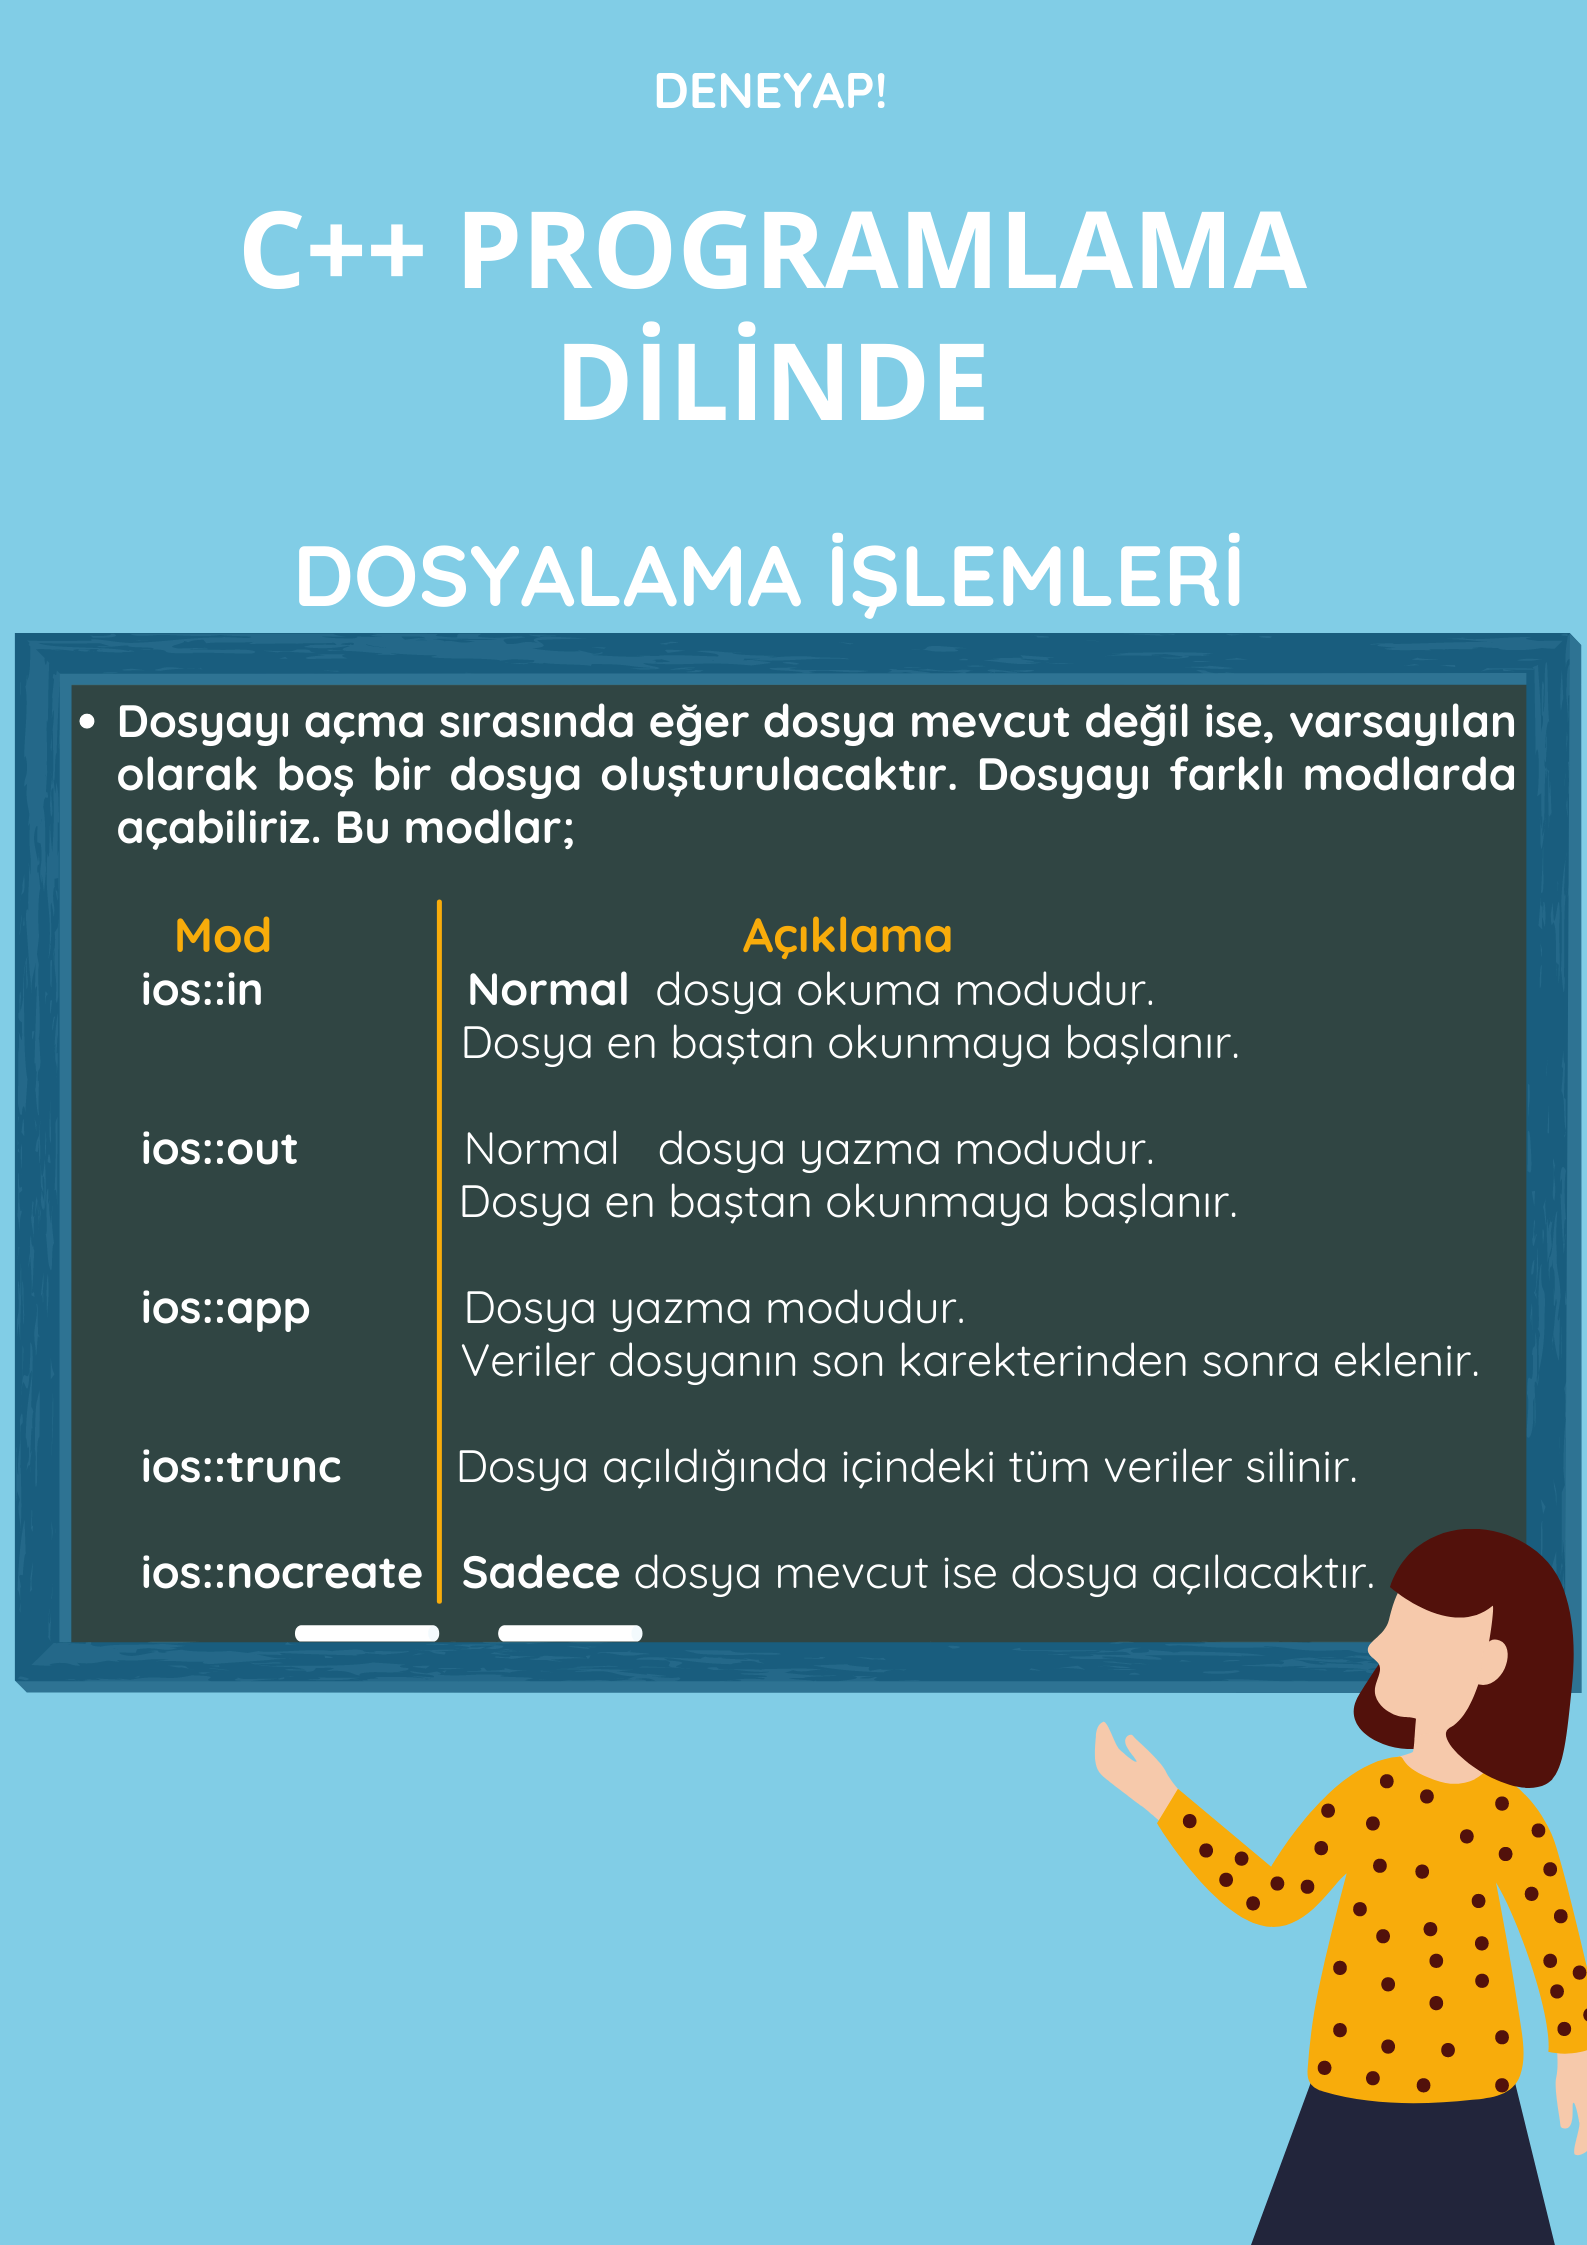 DENEYAP!
C++ PROGRAMLAMA
DİLİNDE
DOSYALAMA İŞLEMLERİ
• Dosyayı açma sırasında eğer dosya mevcut değil ise, varsayılan
olarak boş bir dosya oluşturulacaktır. Dosyayı farklı modlarda
açabiliriz. Bu modlar;
Mod Açıklama
ios::in Normal dosya okuma modudur.
Dosya en baştan okunmaya başlanır.
ios::out Normal dosya yazma modudur.
Dosya en baştan okunmaya başlanır.
ios::app Dosya yazma modudur.
Veriler dosyanın son karekterinden sonra eklenir.
ios::trunc Dosya açıldığında içindeki tüm veriler silinir.
ios::nocreate Sadece dosya mevcut ise dosya açılacaktır.